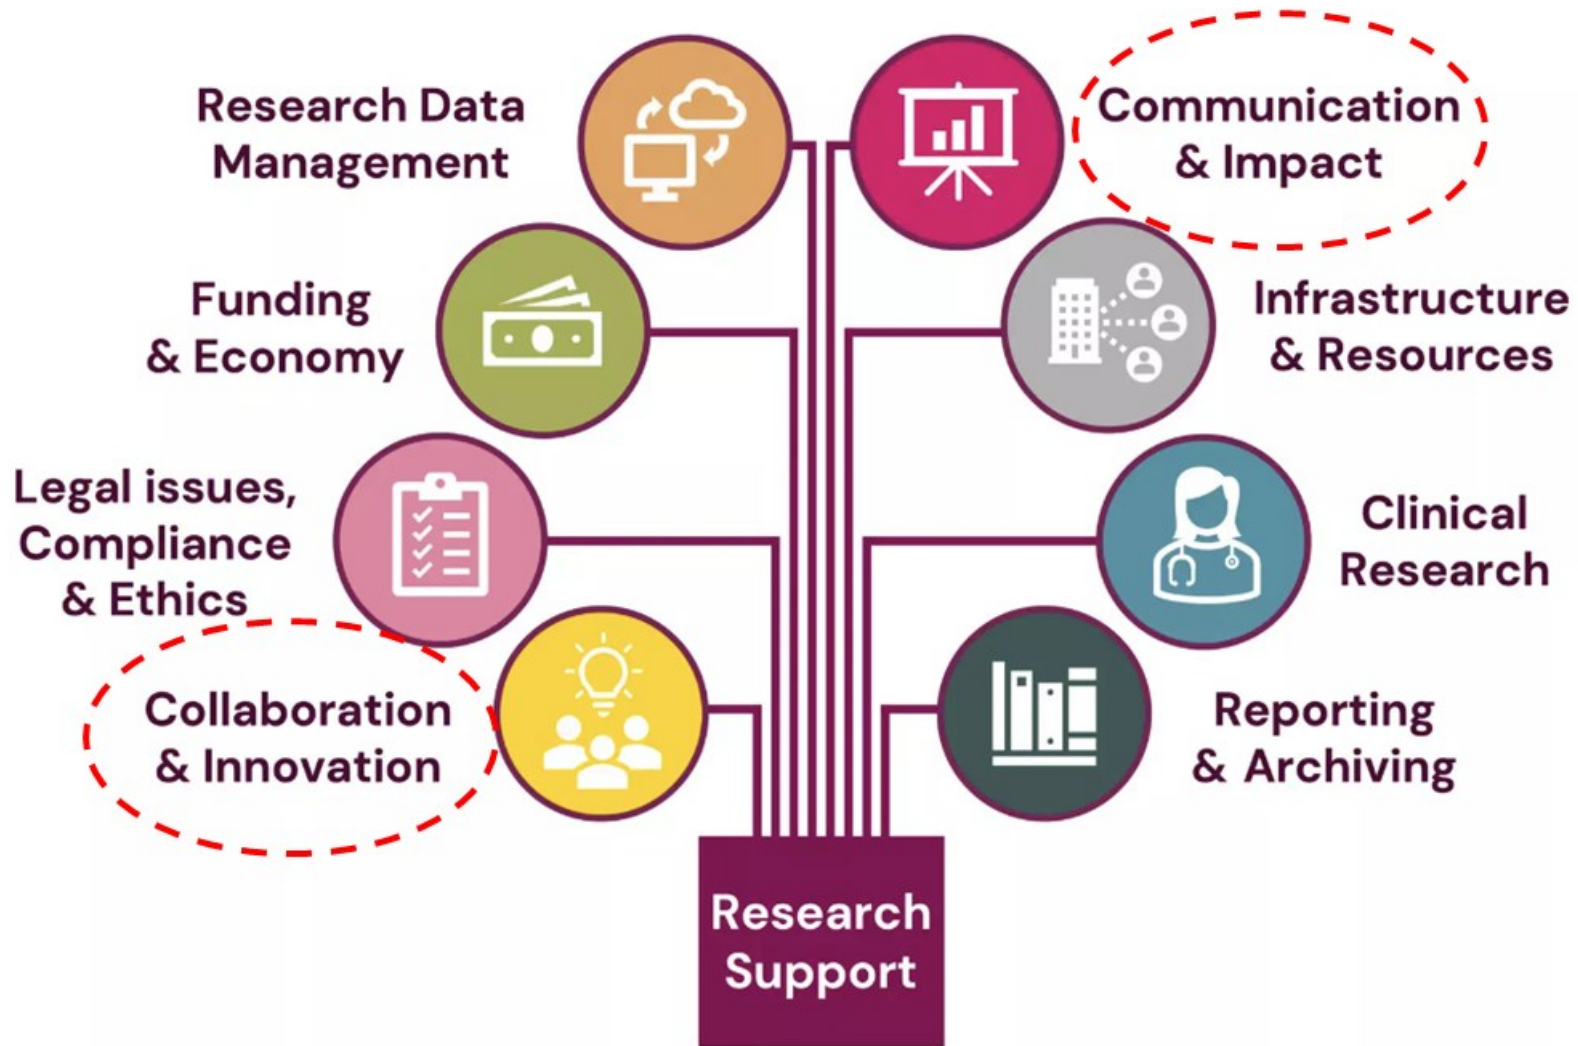 Research Data
Management
Communication
& Impact
Funding
& Economy
Infrastructure
& Resources
Legal issues,
Compliance
& Ethics
Clinical
Research
Collaboration
& Innovation
Reporting
& Archiving
Research
Support